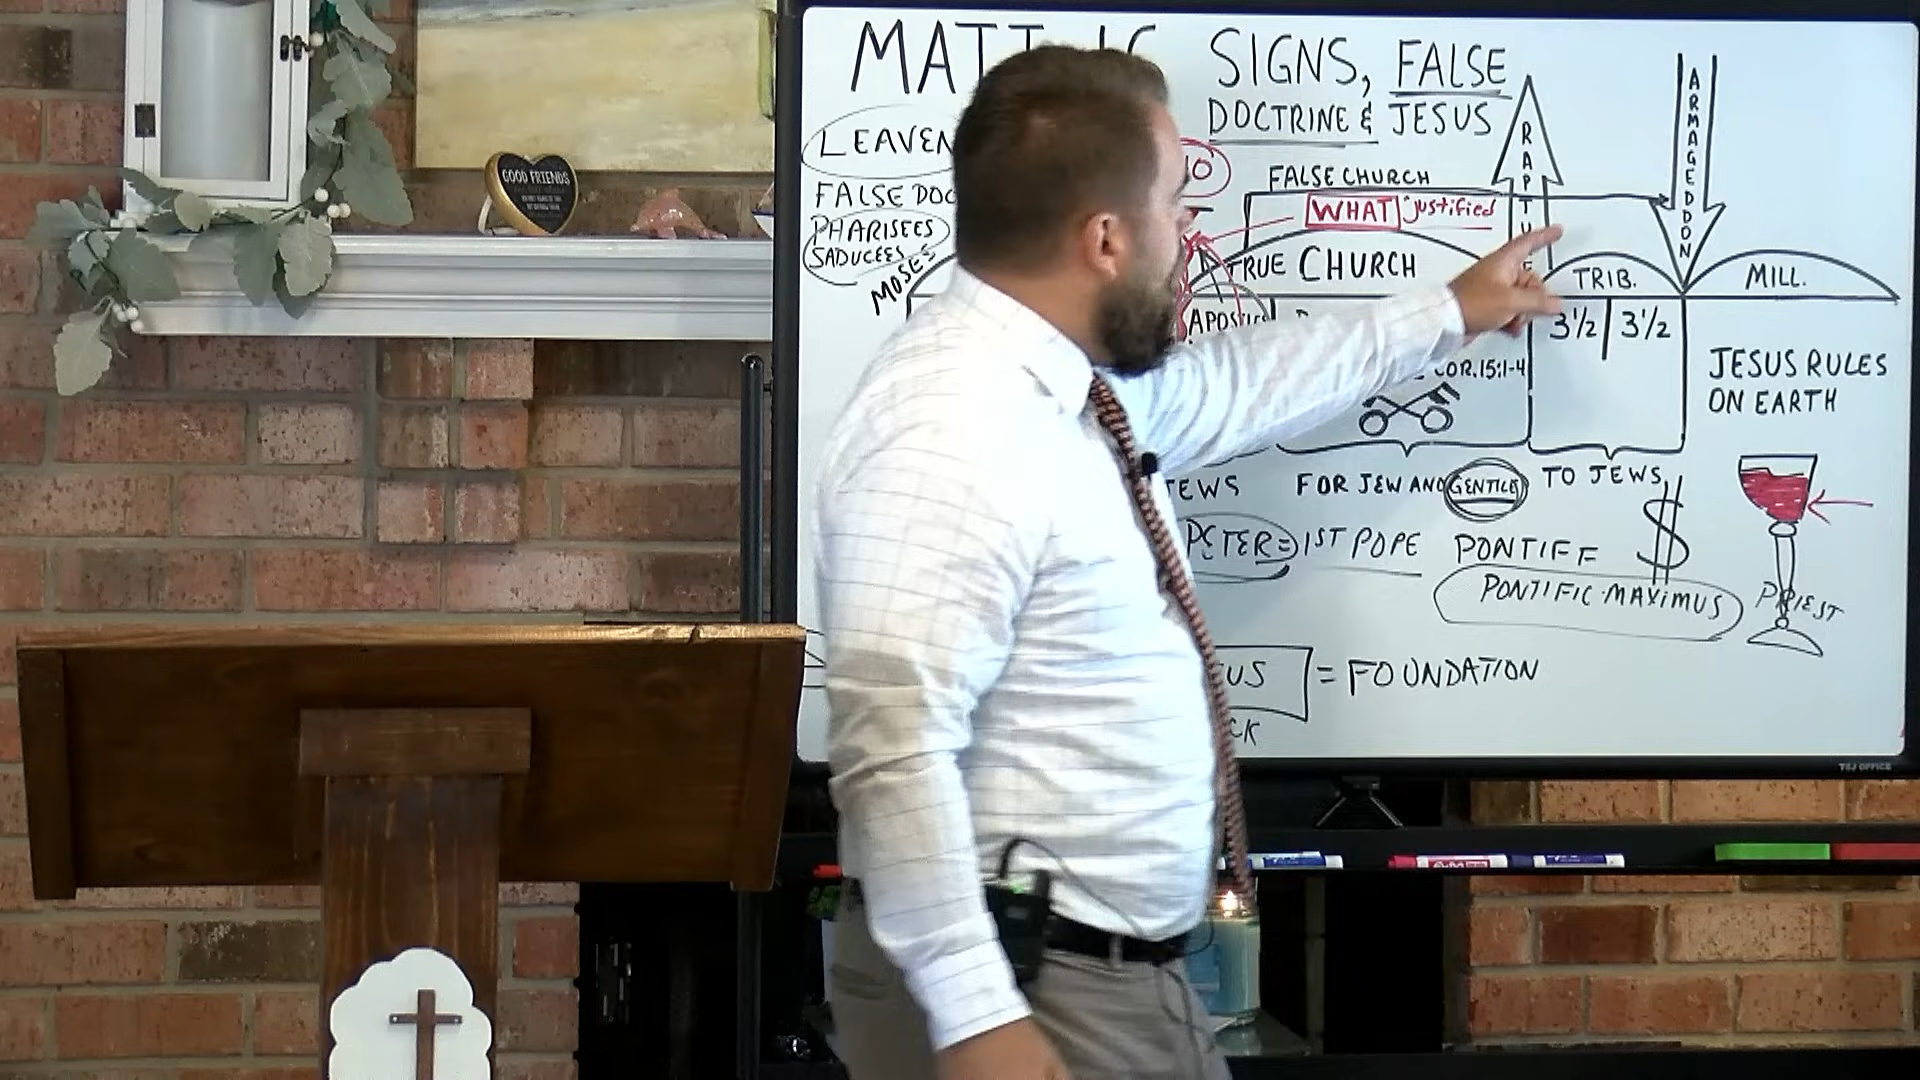 GOOD FRIENDS
SIGNS, FALSE
DOCTRINE & JESUS
LEAVEN
FALSE DOC
PHARISEES
SADUCEES
MOSES
FALSE CHURCH
WHAT justified
TRUE CHURCH
RAPTURE
ARMAGEDDON
TRIB.
MILL.
3½ 3½
COR. 15:1-4
JESUS RULES
ON EARTH
JEWS
FOR JEW AND GENTILE
TO JEWS
$
PETER = 1ST POPE
PONTIFF
PONTIFIC-MAXIMUS
PRIEST
= FOUNDATION